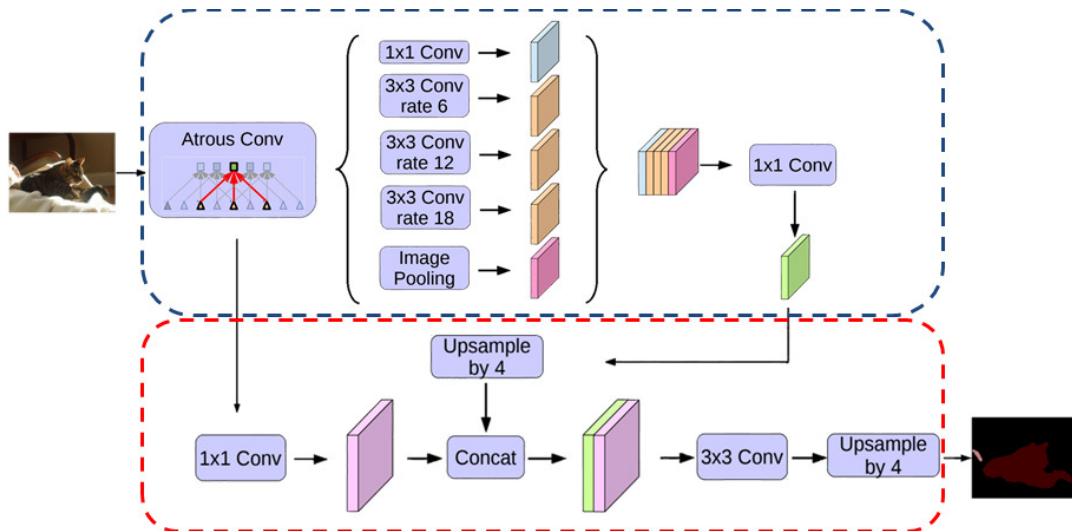 Atrous Conv
1x1 Conv
3x3 Conv
rate 6
3x3 Conv
rate 12
3x3 Conv
rate 18
Image
Pooling
1x1 Conv
Upsample
by 4
1x1 Conv
Concat
3x3 Conv
Upsample
by 4